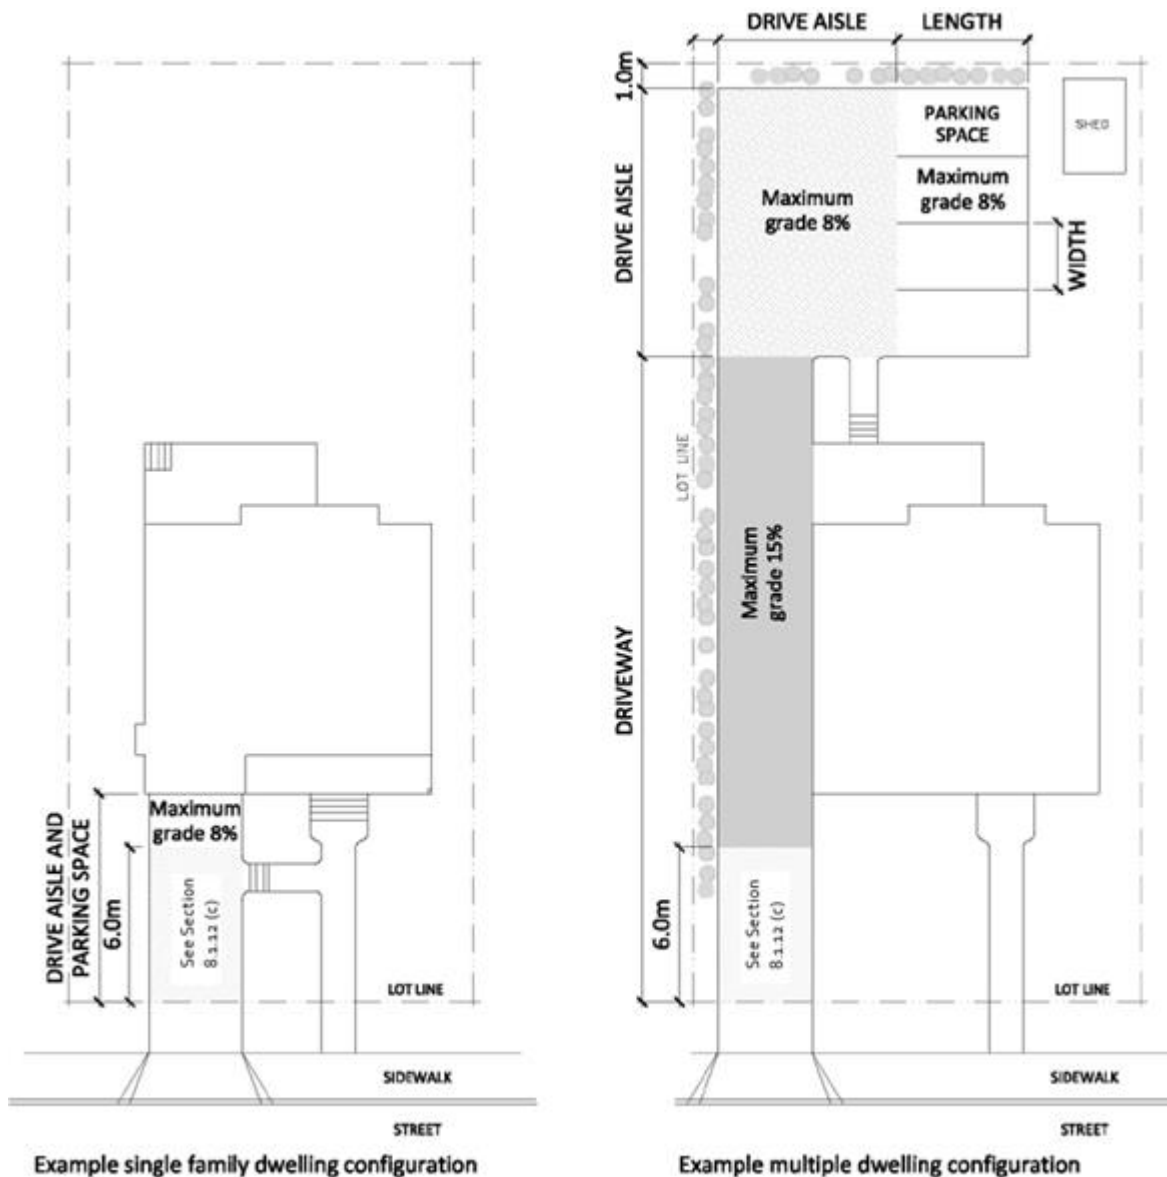 DRIVE AISLE AND
PARKING SPACE
6.0m
Maximum
grade 8%
See Section
8.1.12 (c)
LOT LINE
SIDEWALK
STREET
Example single family dwelling configuration
DRIVE AISLE
LENGTH
1.0m
DRIVE AISLE
Maximum
grade 8%
PARKING
SPACE
Maximum
grade 8%
SHED
WIDTH
LOT LINE
Maximum
grade 15%
DRIVEWAY
6.0m
See Section
8.1.12 (c)
LOT LINE
SIDEWALK
STREET
Example multiple dwelling configuration